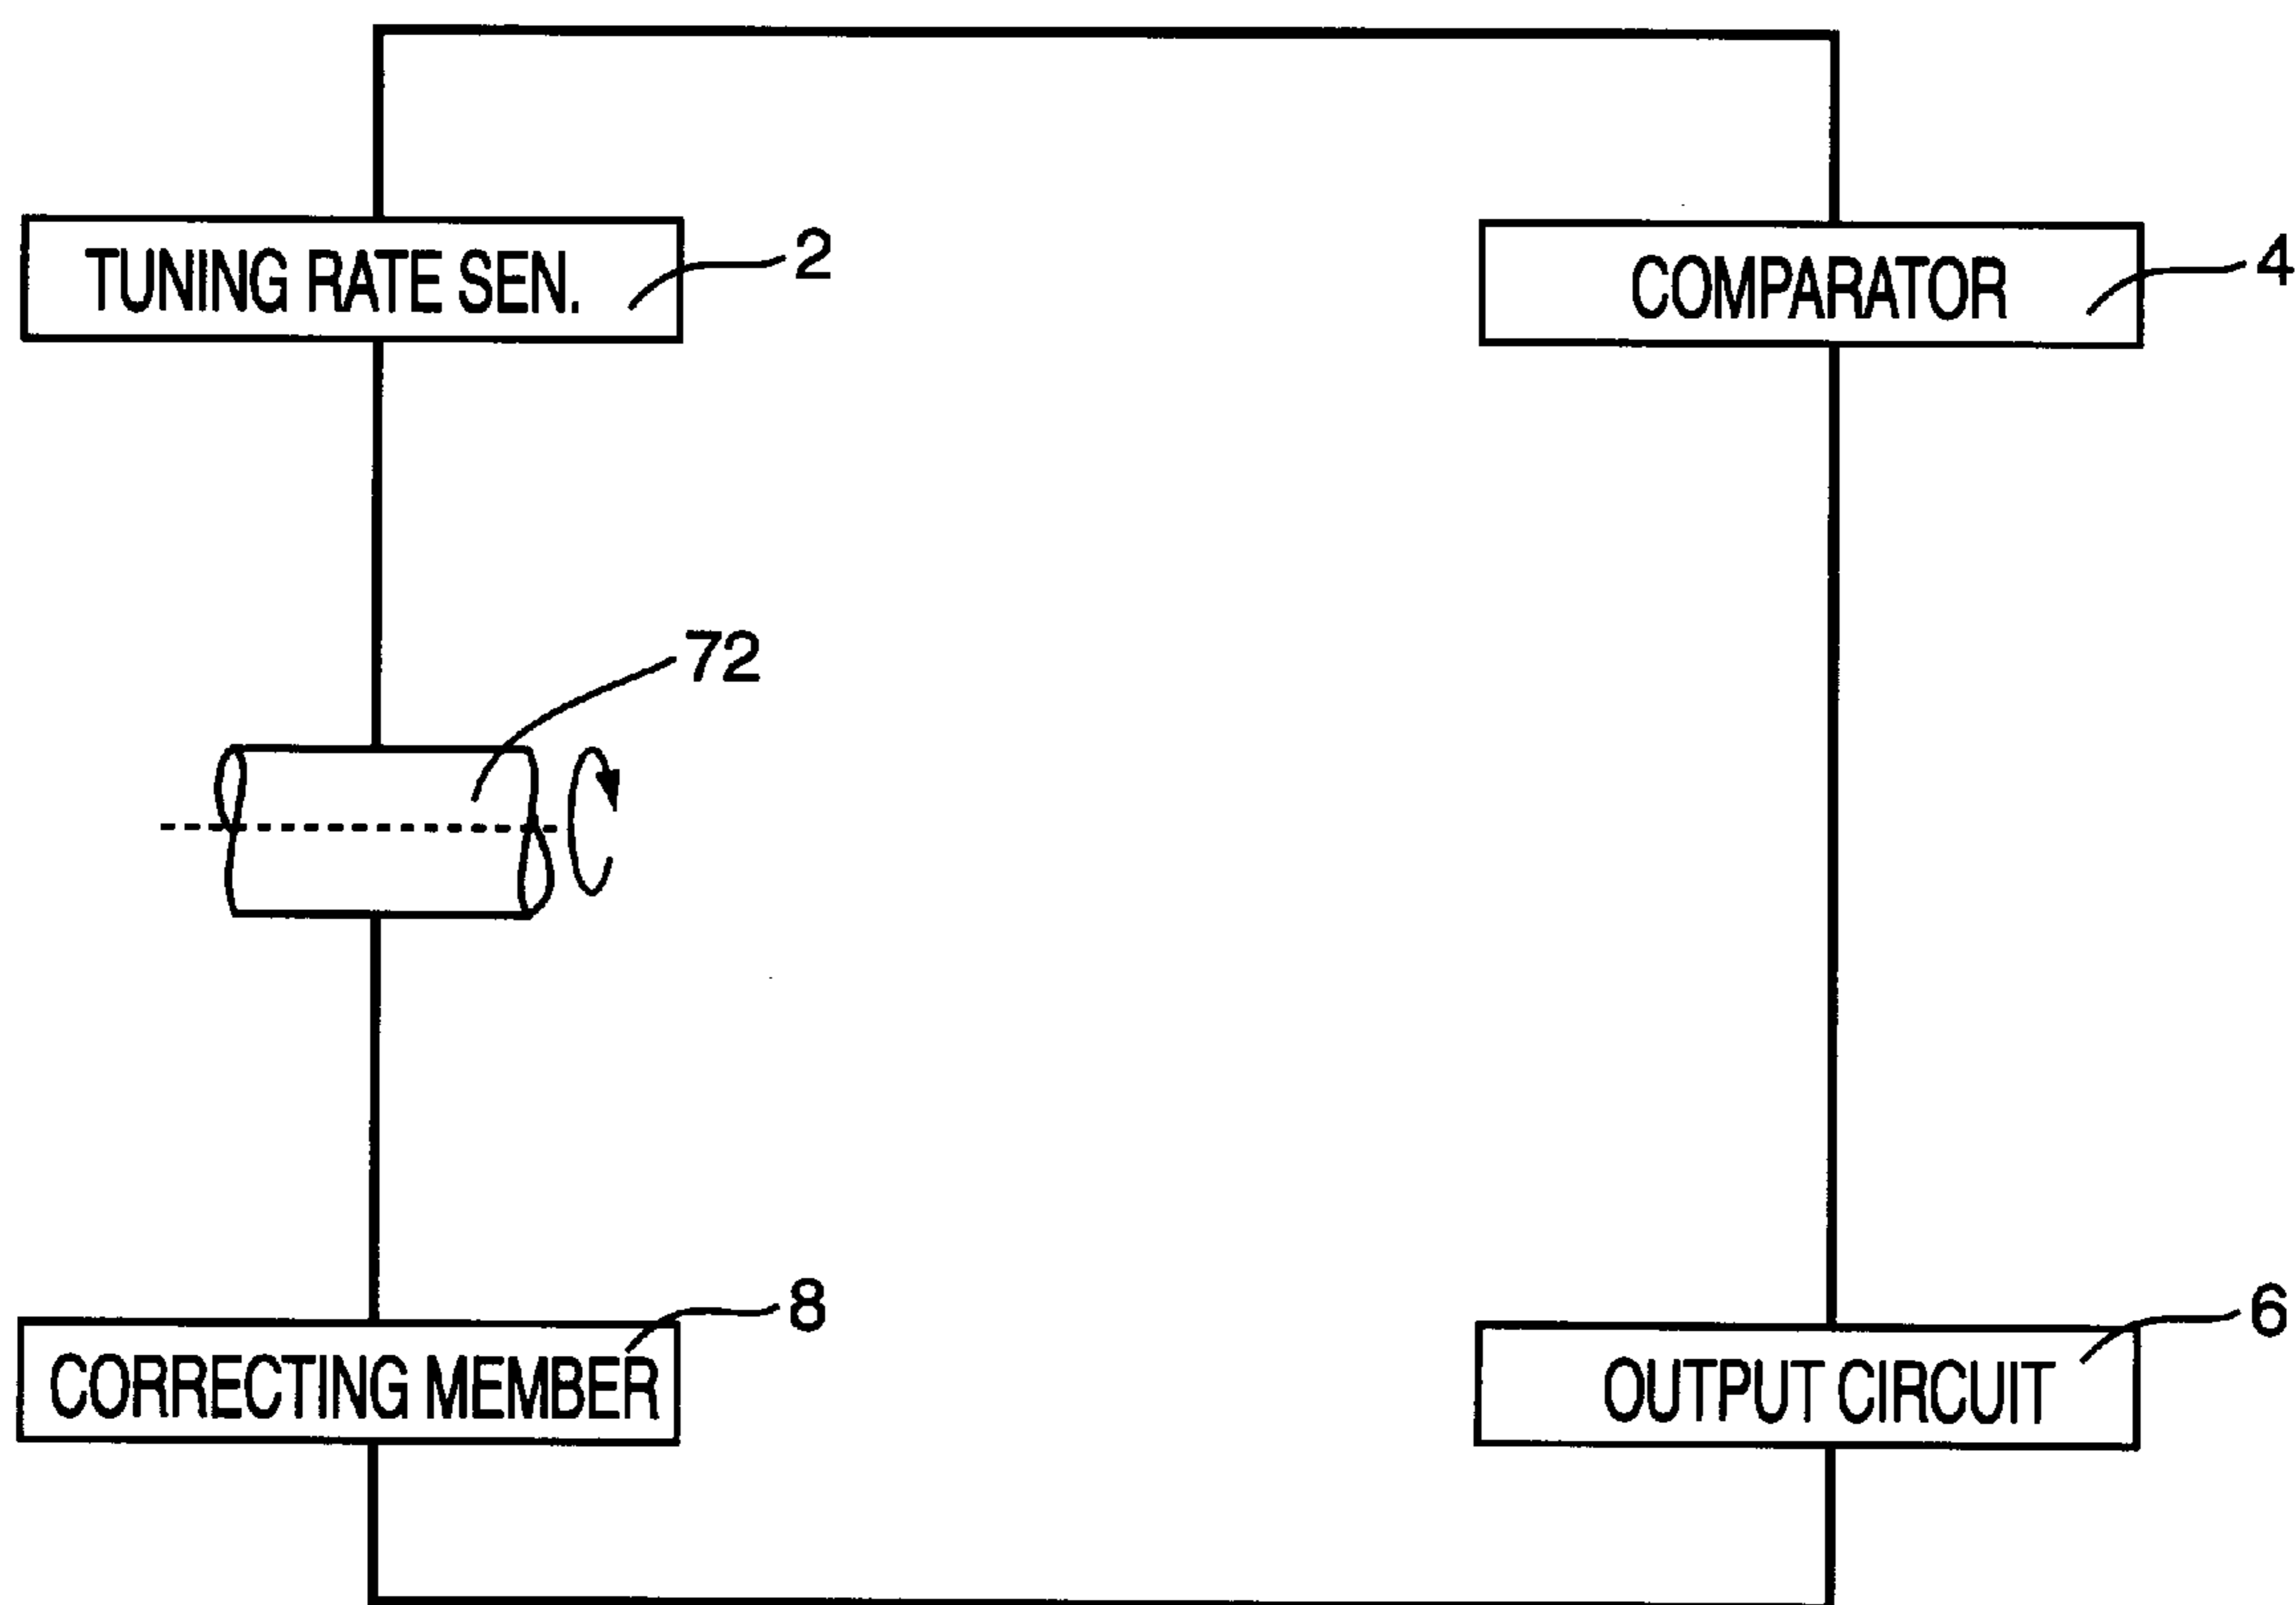 TUNING RATE SEN.
2
COMPARATOR
4
72
CORRECTING MEMBER
8
OUTPUT CIRCUIT
6